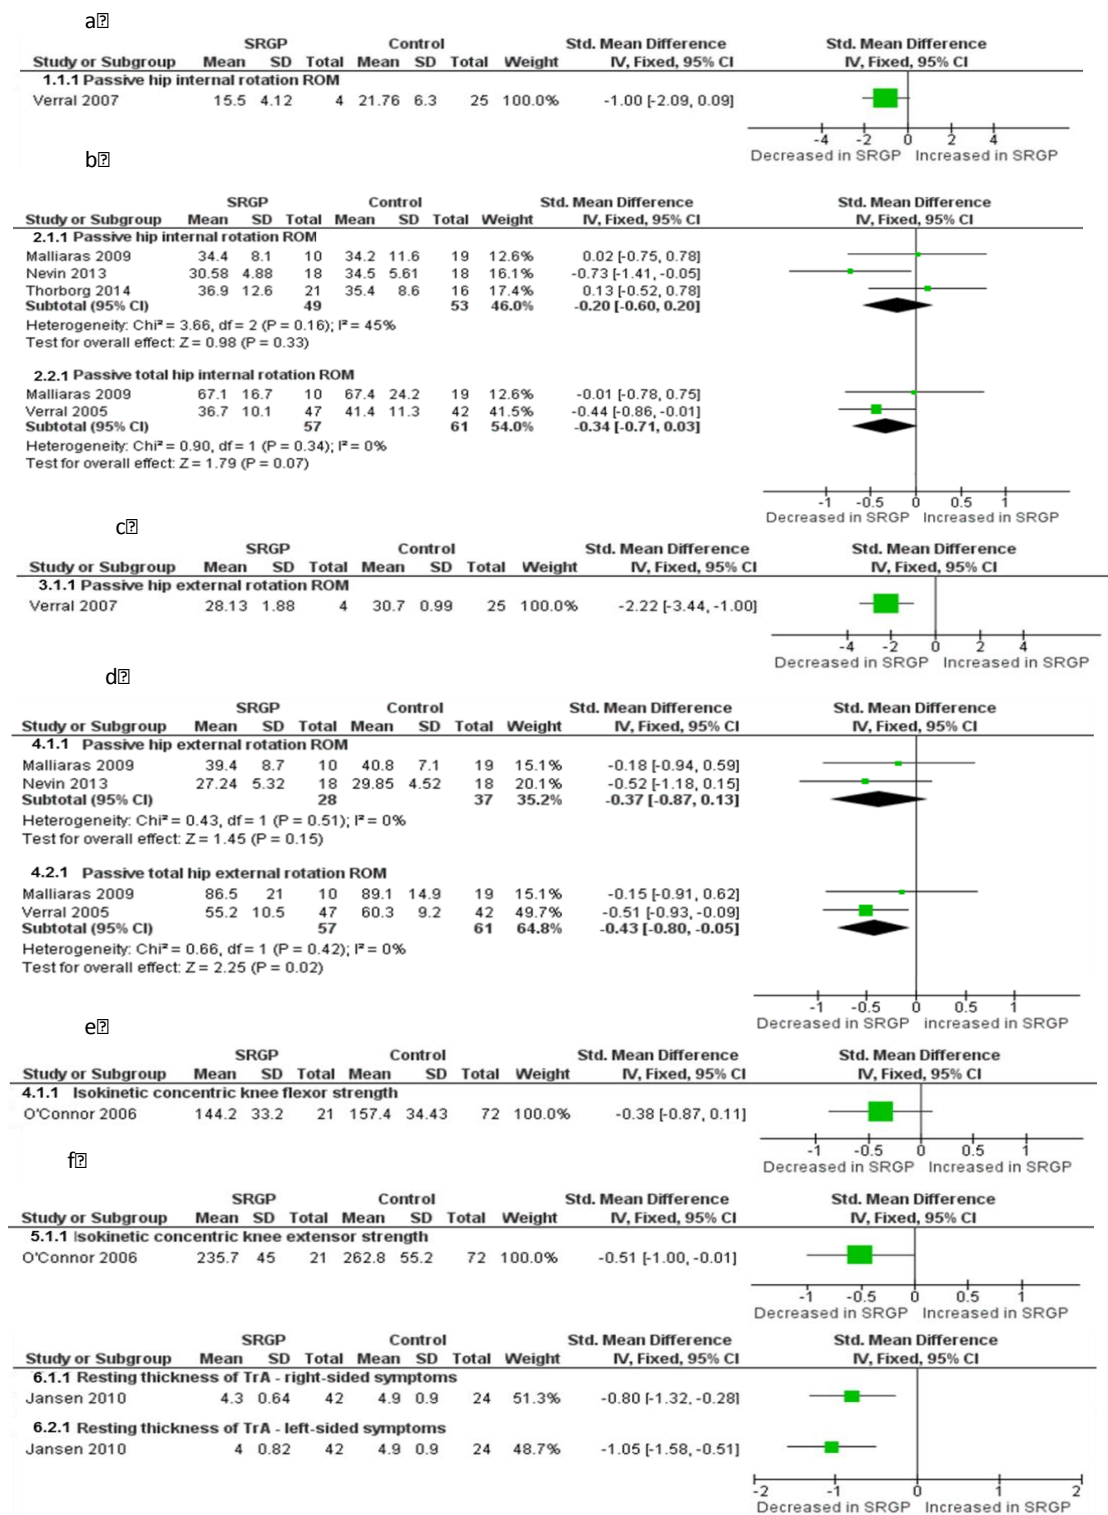 a
SRGP Control Std. Mean Difference Std. Mean Difference
Study or Subgroup Mean SD Total Mean SD Total Weight IV, Fixed, 95% CI IV, Fixed, 95% CI
1.1.1 Passive hip internal rotation ROM
Verral 2007 15.5 4.12 4 21.76 6.3 25 100.0% -1.00 [-2.09, 0.09]
-4 -2 0 2 4
Decreased in SRGP Increased in SRGP
b
SRGP Control Std. Mean Difference Std. Mean Difference
Study or Subgroup Mean SD Total Mean SD Total Weight IV, Fixed, 95% CI IV, Fixed, 95% CI
2.1.1 Passive hip internal rotation ROM
Malliaras 2009 34.4 8.1 10 34.2 11.6 19 12.6% 0.02 [-0.75, 0.78]
Nevin 2013 30.58 4.88 18 34.5 5.61 18 16.1% -0.73 [-1.41, -0.05]
Thorborg 2014 36.9 12.6 21 35.4 8.6 16 17.4% 0.13 [-0.52, 0.78]
Subtotal (95% CI) 49 53 46.0% -0.20 [-0.60, 0.20]
Heterogeneity: Chi² = 3.66, df = 2 (P = 0.16); I² = 45%
Test for overall effect: Z = 0.98 (P = 0.33)
2.2.1 Passive total hip internal rotation ROM
Malliaras 2009 67.1 16.7 10 67.4 24.2 19 12.6% -0.01 [-0.78, 0.75]
Verral 2005 36.7 10.1 47 41.4 11.3 42 41.5% -0.44 [-0.86, -0.01]
Subtotal (95% CI) 57 61 54.0% -0.34 [-0.71, 0.03]
Heterogeneity: Chi² = 0.90, df = 1 (P = 0.34); I² = 0%
Test for overall effect: Z = 1.79 (P = 0.07)
-1 -0.5 0 0.5 1
Decreased in SRGP Increased in SRGP
c
SRGP Control Std. Mean Difference Std. Mean Difference
Study or Subgroup Mean SD Total Mean SD Total Weight IV, Fixed, 95% CI IV, Fixed, 95% CI
3.1.1 Passive hip external rotation ROM
Verral 2007 28.13 1.88 4 30.7 0.99 25 100.0% -2.22 [-3.44, -1.00]
-4 -2 0 2 4
Decreased in SRGP Increased in SRGP
d
SRGP Control Std. Mean Difference Std. Mean Difference
Study or Subgroup Mean SD Total Mean SD Total Weight IV, Fixed, 95% CI IV, Fixed, 95% CI
4.1.1 Passive hip external rotation ROM
Malliaras 2009 39.4 8.7 10 40.8 7.1 19 15.1% -0.18 [-0.94, 0.59]
Nevin 2013 27.24 5.32 18 29.85 4.52 18 20.1% -0.52 [-1.18, 0.15]
Subtotal (95% CI) 28 37 35.2% -0.37 [-0.87, 0.13]
Heterogeneity: Chi² = 0.43, df = 1 (P = 0.51); I² = 0%
Test for overall effect: Z = 1.45 (P = 0.15)
4.2.1 Passive total hip external rotation ROM
Malliaras 2009 86.5 21 10 89.1 14.9 19 15.1% -0.15 [-0.91, 0.62]
Verral 2005 55.2 10.5 47 60.3 9.2 42 49.7% -0.51 [-0.93, -0.09]
Subtotal (95% CI) 57 61 64.8% -0.43 [-0.80, -0.05]
Heterogeneity: Chi² = 0.66, df = 1 (P = 0.42); I² = 0%
Test for overall effect: Z = 2.25 (P = 0.02)
-1 -0.5 0 0.5 1
Decreased in SRGP increased in SRGP
e
SRGP Control Std. Mean Difference Std. Mean Difference
Study or Subgroup Mean SD Total Mean SD Total Weight IV, Fixed, 95% CI IV, Fixed, 95% CI
4.1.1 Isokinetic concentric knee flexor strength
O'Connor 2006 144.2 33.2 21 157.4 34.43 72 100.0% -0.38 [-0.87, 0.11]
-1 -0.5 0 0.5 1
Decreased in SRGP Increased in SRGP
f
SRGP Control Std. Mean Difference Std. Mean Difference
Study or Subgroup Mean SD Total Mean SD Total Weight IV, Fixed, 95% CI IV, Fixed, 95% CI
5.1.1 Isokinetic concentric knee extensor strength
O'Connor 2006 235.7 45 21 262.8 55.2 72 100.0% -0.51 [-1.00, -0.01]
-1 -0.5 0 0.5 1
Decreased in SRGP Increased in SRGP
SRGP Control Std. Mean Difference Std. Mean Difference
Study or Subgroup Mean SD Total Mean SD Total Weight IV, Fixed, 95% CI IV, Fixed, 95% CI
6.1.1 Resting thickness of TrA - right-sided symptoms
Jansen 2010 4.3 0.64 42 4.9 0.9 24 51.3% -0.80 [-1.32, -0.28]
6.2.1 Resting thickness of TrA - left-sided symptoms
Jansen 2010 4 0.82 42 4.9 0.9 24 48.7% -1.05 [-1.58, -0.51]
-2 -1 0 1 2
Decreased in SRGP Increased in SRGP